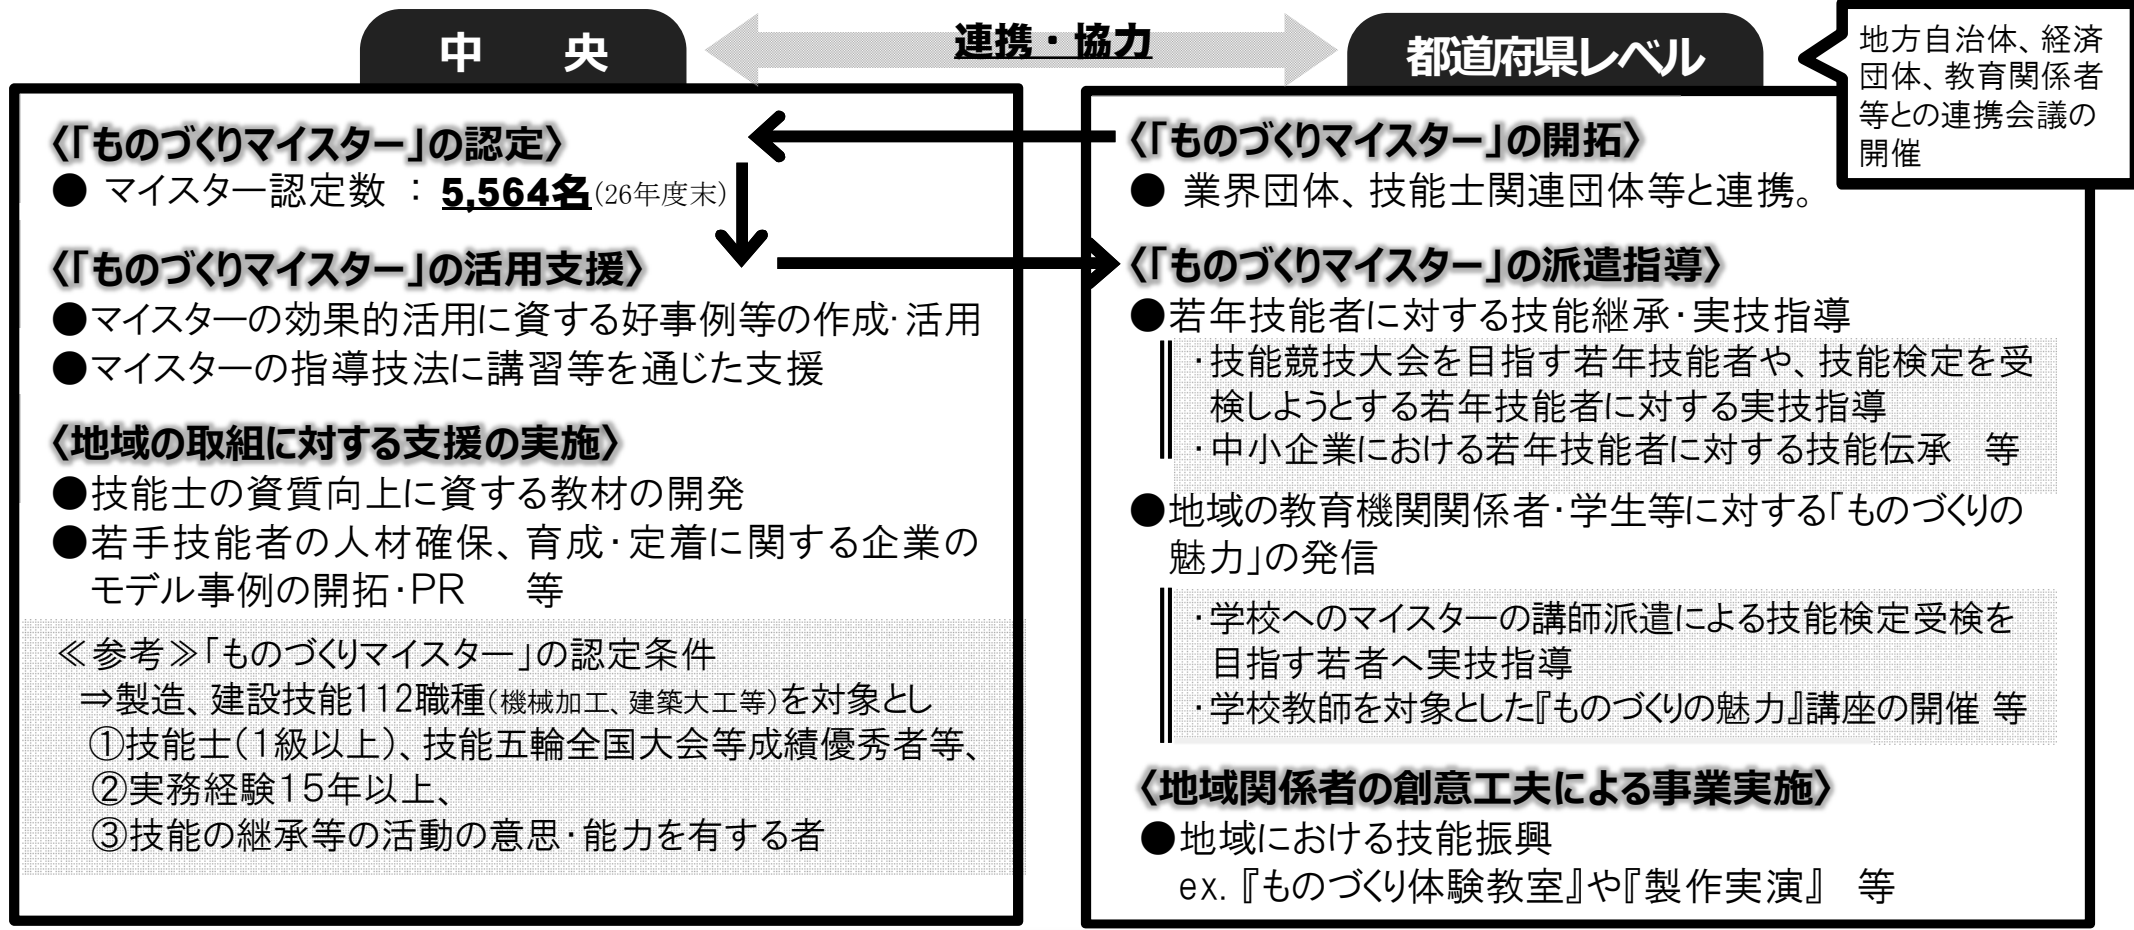 中　央
連携・協力
都道府県レベル
地方自治体、経済
団体、教育関係者
等との連携会議の
開催
〈「ものづくりマイスター」の認定〉
● マイスター認定数 ： 5,564名(26年度末)
〈「ものづくりマイスター」の活用支援〉
●マイスターの効果的活用に資する好事例等の作成・活用
●マイスターの指導技法に講習等を通じた支援
〈地域の取組に対する支援の実施〉
●技能士の資質向上に資する教材の開発
●若手技能者の人材確保、育成・定着に関する企業の
モデル事例の開拓・PR　等
≪参考≫「ものづくりマイスター」の認定条件
⇒製造、建設技能112職種(機械加工、建築大工等)を対象とし
①技能士(1級以上)、技能五輪全国大会等成績優秀者等、
②実務経験15年以上、
③技能の継承等の活動の意思・能力を有する者
〈「ものづくりマイスター」の開拓〉
● 業界団体、技能士関連団体等と連携。
〈「ものづくりマイスター」の派遣指導〉
●若年技能者に対する技能継承・実技指導
・技能競技大会を目指す若年技能者や、技能検定を受
検しようとする若年技能者に対する実技指導
・中小企業における若年技能者に対する技能伝承　等
●地域の教育機関関係者・学生等に対する「ものづくりの
魅力」の発信
・学校へのマイスターの講師派遣による技能検定受検を
目指す若者へ実技指導
・学校教師を対象とした『ものづくりの魅力』講座の開催 等
〈地域関係者の創意工夫による事業実施〉
●地域における技能振興
ex.『ものづくり体験教室』や『製作実演』　等